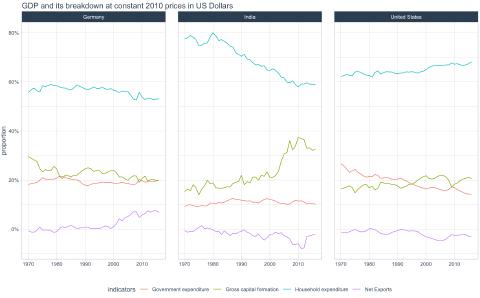 GDP and its breakdown at constant 2010 prices in US Dollars
Germany India United States
80%
60%
40%
20%
0%
proportion
1970 1980 1990 2000 2010 1970 1980 1990 2000 2010 1970 1980 1990 2000 2010
indicators Government expenditure Gross capital formation Household expenditure Net Exports